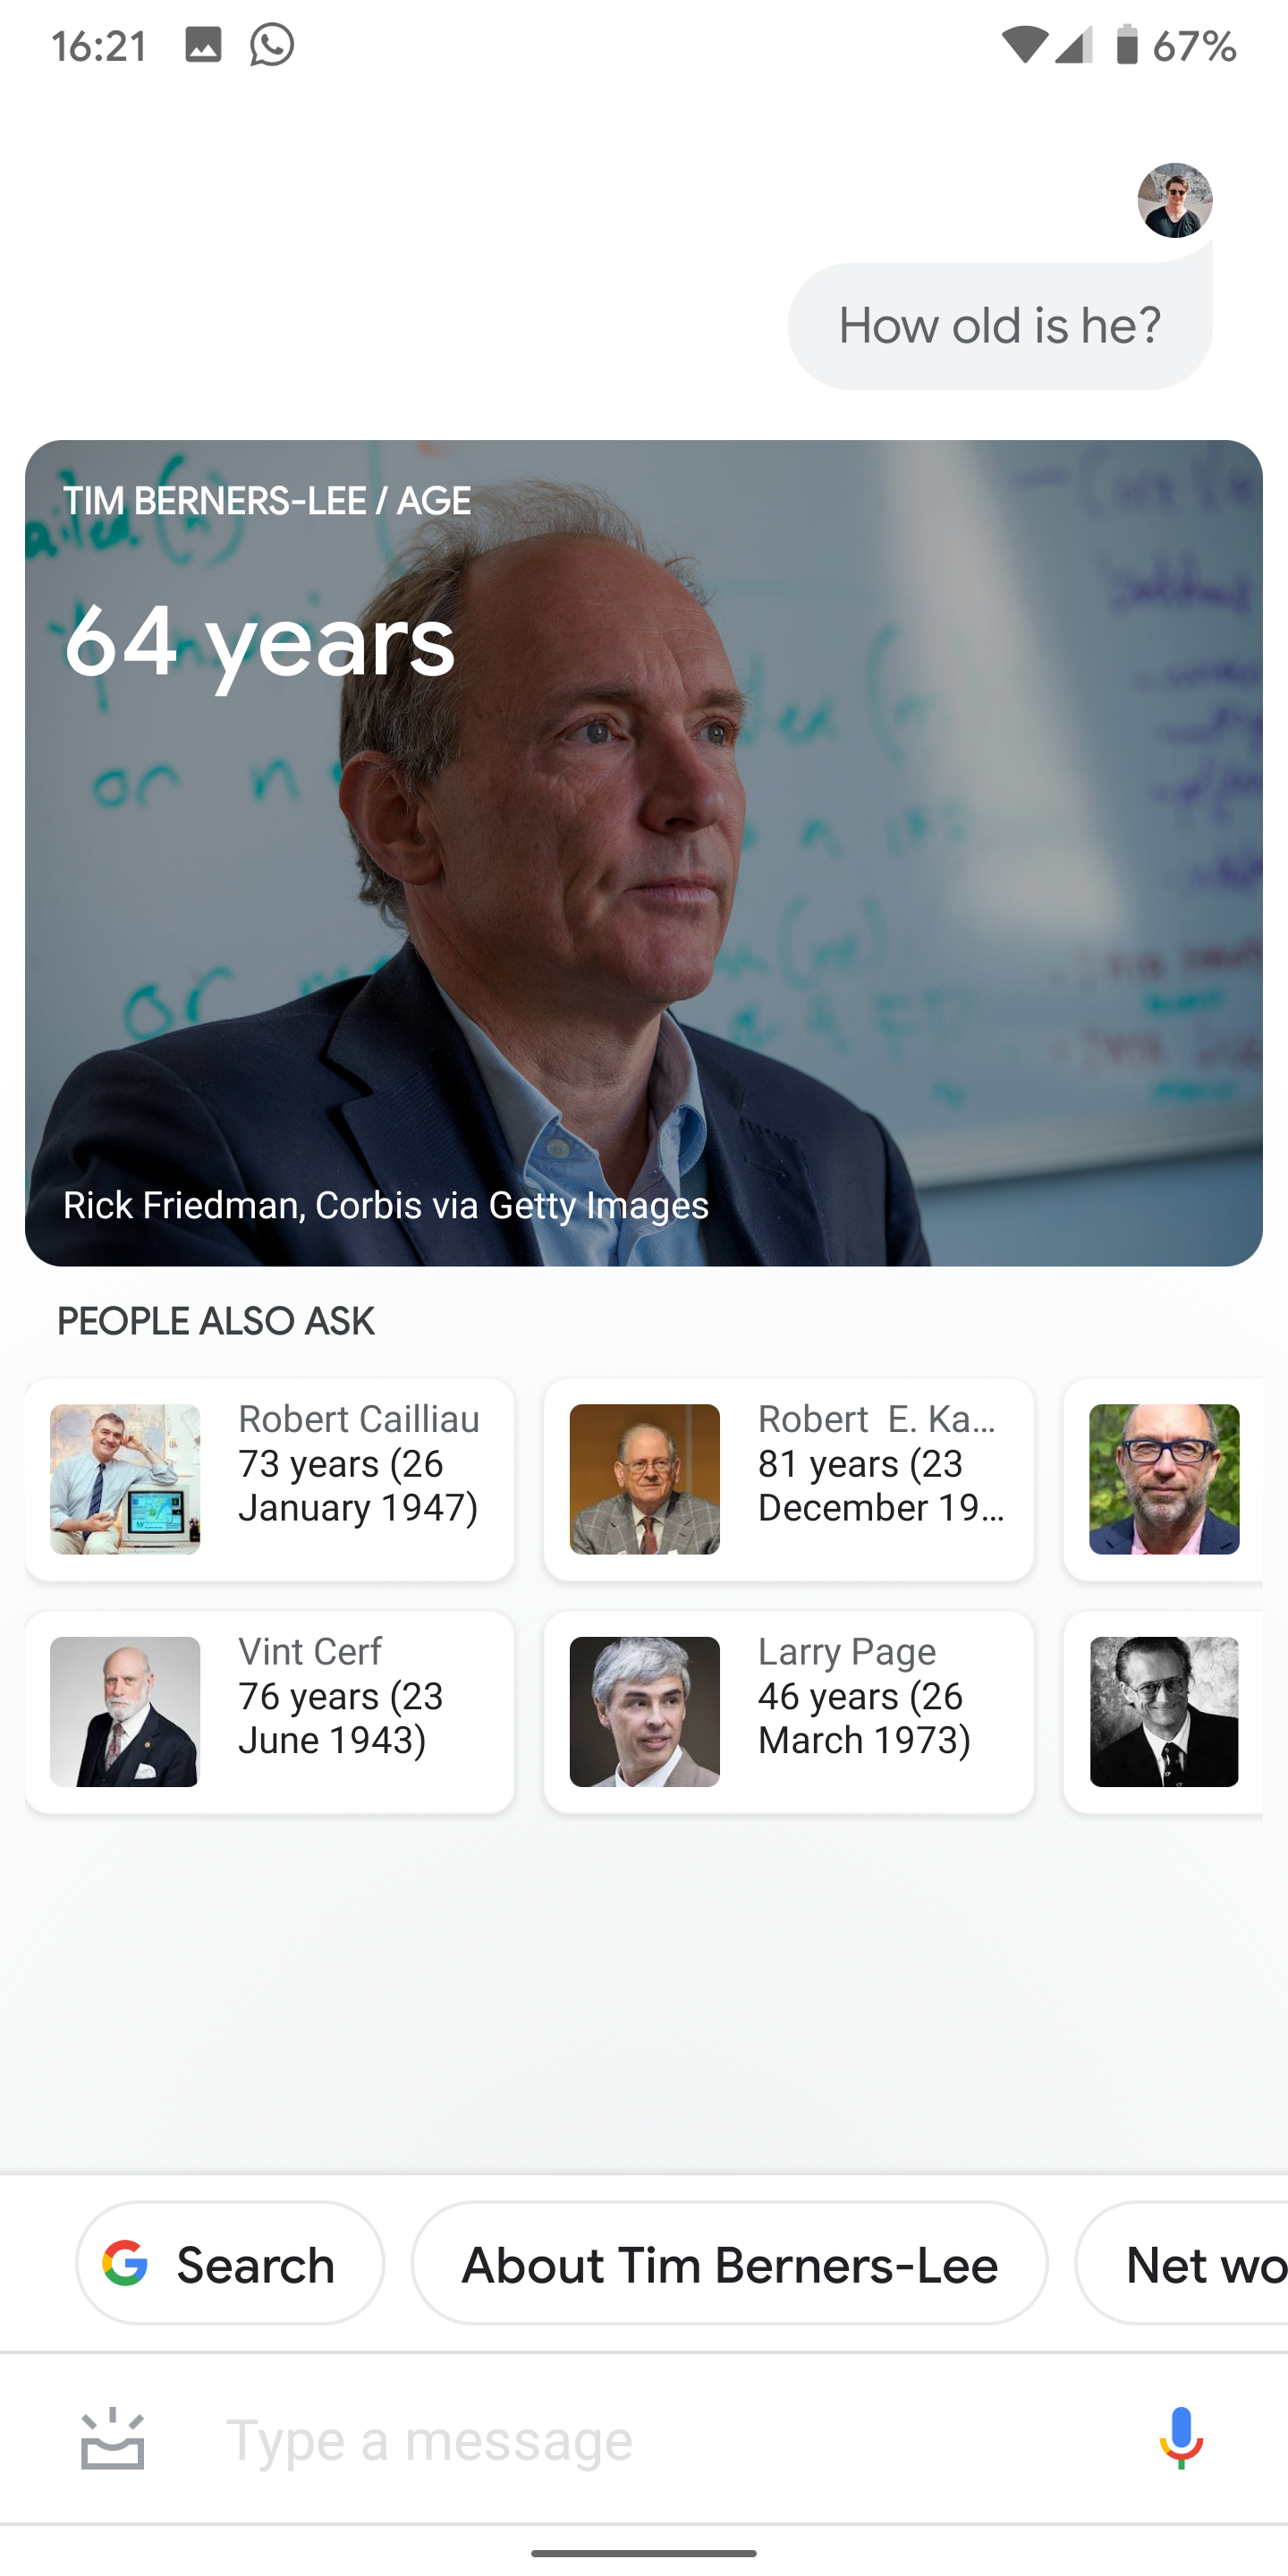 16:21
67%
How old is he?
TIM BERNERS-LEE / AGE
64 years
or n
or
Rick Friedman, Corbis via Getty Images
PEOPLE ALSO ASK
Robert Cailliau
73 years (26
January 1947)
Robert E. Ka...
81 years (23
December 19...
Vint Cerf
76 years (23
June 1943)
Larry Page
46 years (26
March 1973)
Search
About Tim Berners-Lee
Net wo
Type a message